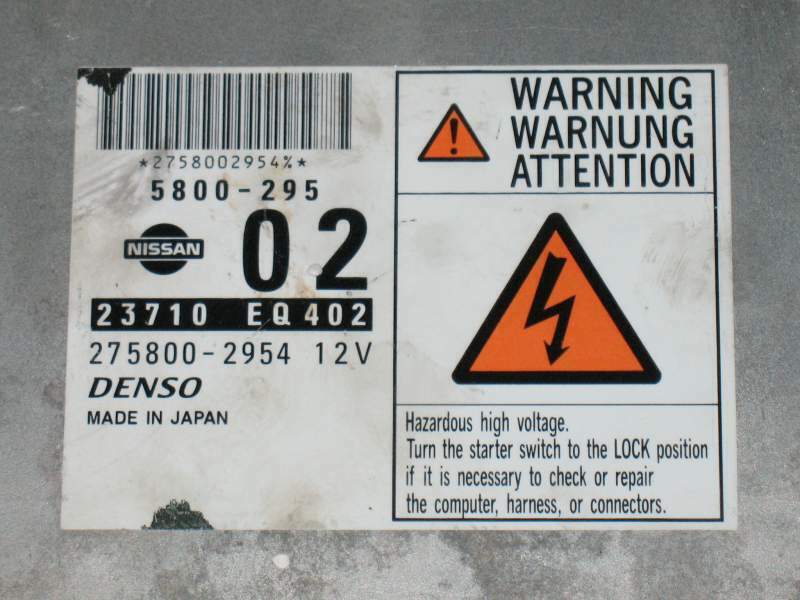 *2758002954%*
5800-295
NISSAN
02
23710 EQ402
275800-2954 12V
DENSO
MADE IN JAPAN
WARNING
WARNUNG
ATTENTION
Hazardous high voltage.
Turn the starter switch to the LOCK position
if it is necessary to check or repair
the computer, harness, or connectors.